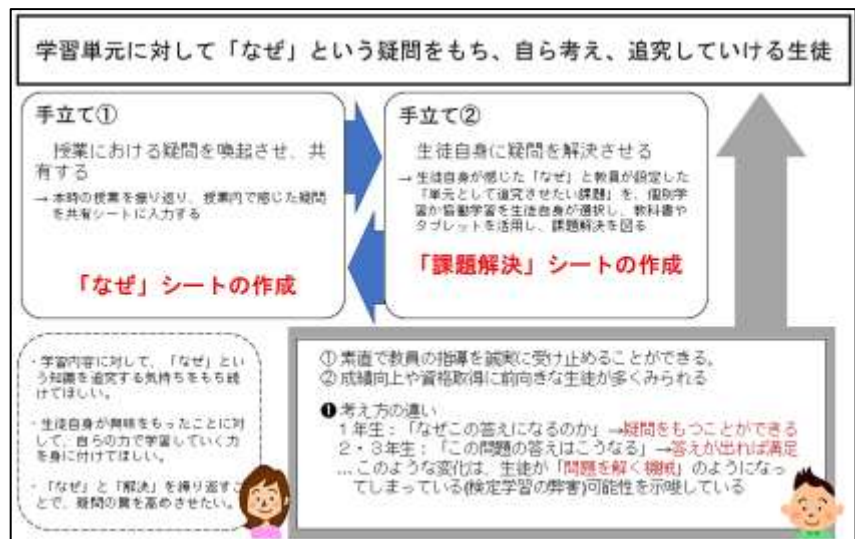 学習単元に対して「なぜ」という疑問をもち、自ら考え、追究していける生徒
手立て①
授業における疑問を喚起させ、共
有する
→ 本時の授業を振り返り、授業内で感じた疑問
を共有シートに入力する
「なぜ」シートの作成
手立て②
生徒自身に疑問を解決させる
→ 生徒自身が感じた「なぜ」と教員が設定した
「単元として追究させたい課題」を、個別学
習か協働学習を生徒自身が選択し、教科書や
タブレットを活用し、課題解決を図る
「課題解決」シートの作成
・学習内容に対して、「なぜ」とい
う知識を追究する気持ちをもち続
けてほしい。
・生徒自身が興味をもったことに対
して、自らの力で学習していく力
を身に付けてほしい。
・「なぜ」と「解決」を繰り返すこ
とで、疑問の質を高めさせたい。
① 素直で教員の指導を誠実に受け止めることができる。
② 成績向上や資格取得に前向きな生徒が多くみられる
❶ 考え方の違い
1年生：「なぜこの答えになるのか」→疑問をもつことができる
2・3年生：「この問題の答えはこうなる」→答えが出れば満足
… このような変化は、生徒が「問題を解く機械」のようになっ
てしまっている(検定学習の弊害)可能性を示唆している